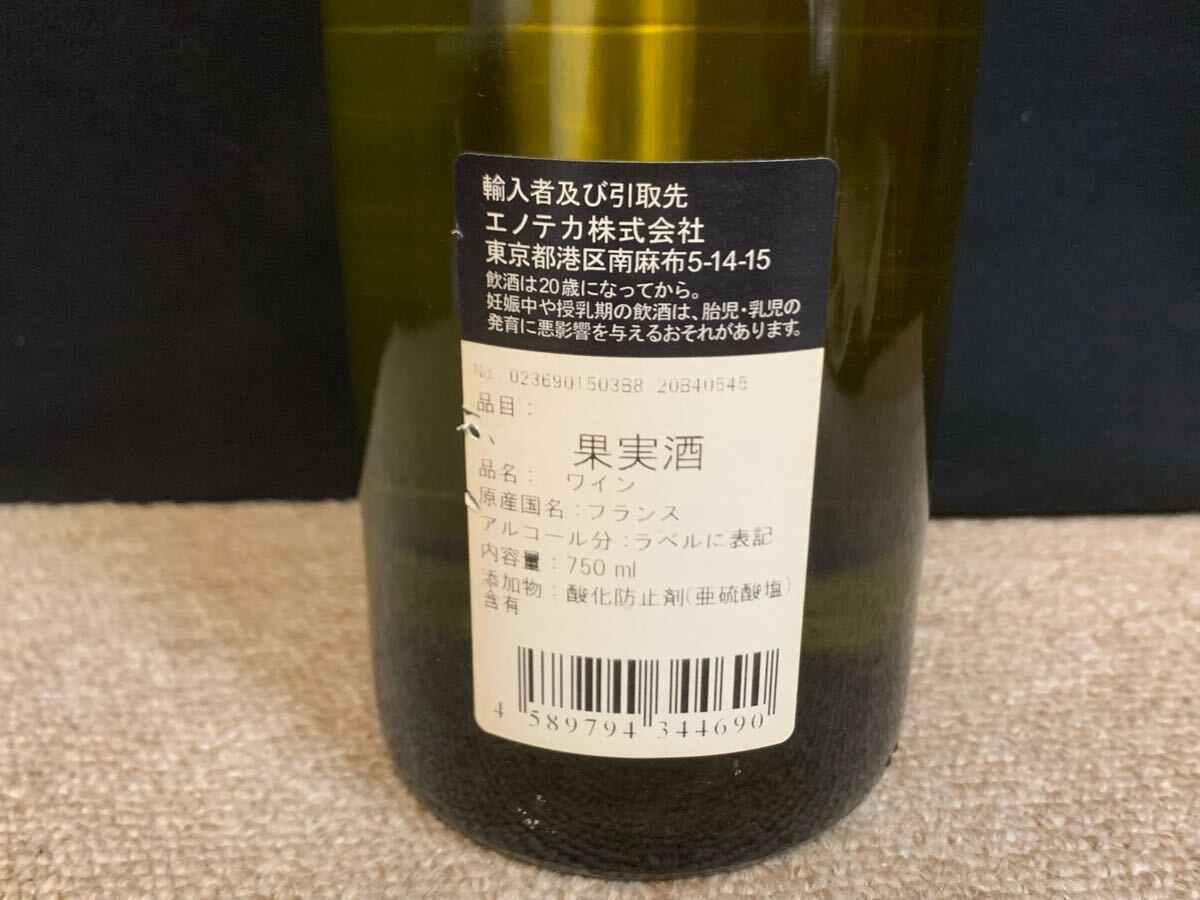 輸入者及び引取先
エノテカ株式会社
東京都港区南麻布5-14-15
飲酒は20歳になってから。
妊娠中や授乳期の飲酒は、胎児・乳児の
発育に悪影響を与えるおそれがあります。
No. 0236901503B8 20B40545
品目：
果実酒
品名： ワイン
原産国名：フランス
アルコール分：ラベルに表記
内容量：750 ml
添加物：酸化防止剤(亜硫酸塩)
含有
4 589794 344690